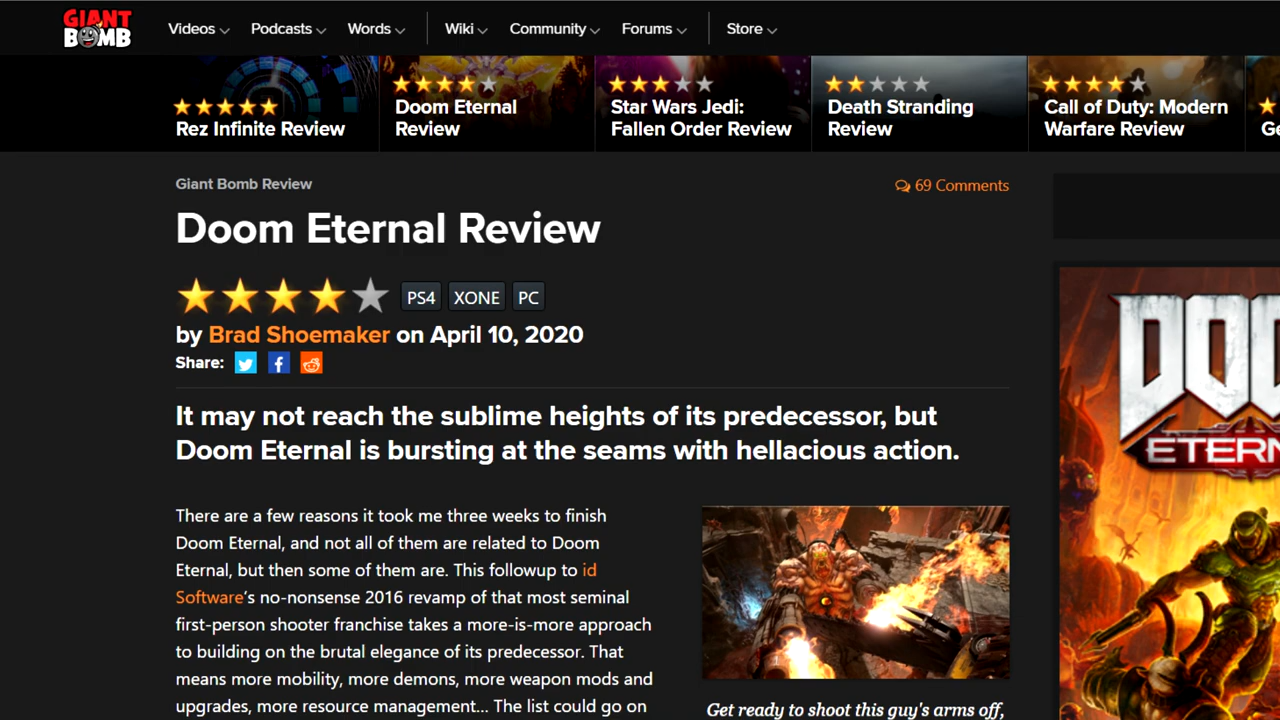 GIANT BOMB
Videos Podcasts Words Wiki Community Forums Store
Rez Infinite Review
Doom Eternal
Review
Star Wars Jedi:
Fallen Order Review
Death Stranding
Review
Call of Duty: Modern
Warfare Review
Giant Bomb Review
69 Comments
Doom Eternal Review
PS4 XONE PC
by Brad Shoemaker on April 10, 2020
Share:
It may not reach the sublime heights of its predecessor, but
Doom Eternal is bursting at the seams with hellacious action.
There are a few reasons it took me three weeks to finish
Doom Eternal, and not all of them are related to Doom
Eternal, but then some of them are. This followup to id
Software's no-nonsense 2016 revamp of that most seminal
first-person shooter franchise takes a more-is-more approach
to building on the brutal elegance of its predecessor. That
means more mobility, more demons, more weapon mods and
upgrades, more resource management... The list could go on
Get ready to shoot this guy's arms off,